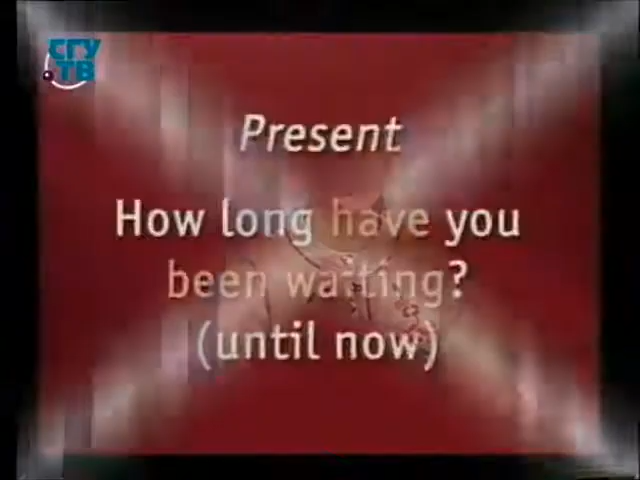 СГУ
ТВ
Present
How long have you
been waiting?
(until now)